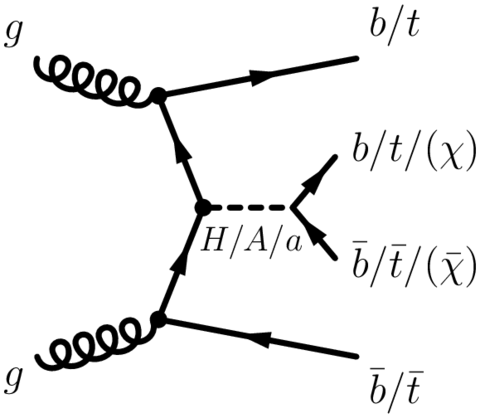 g
b/t
b/t/(χ)
H/A/a
b̄/t̄/(χ̄)
g
b̄/t̄